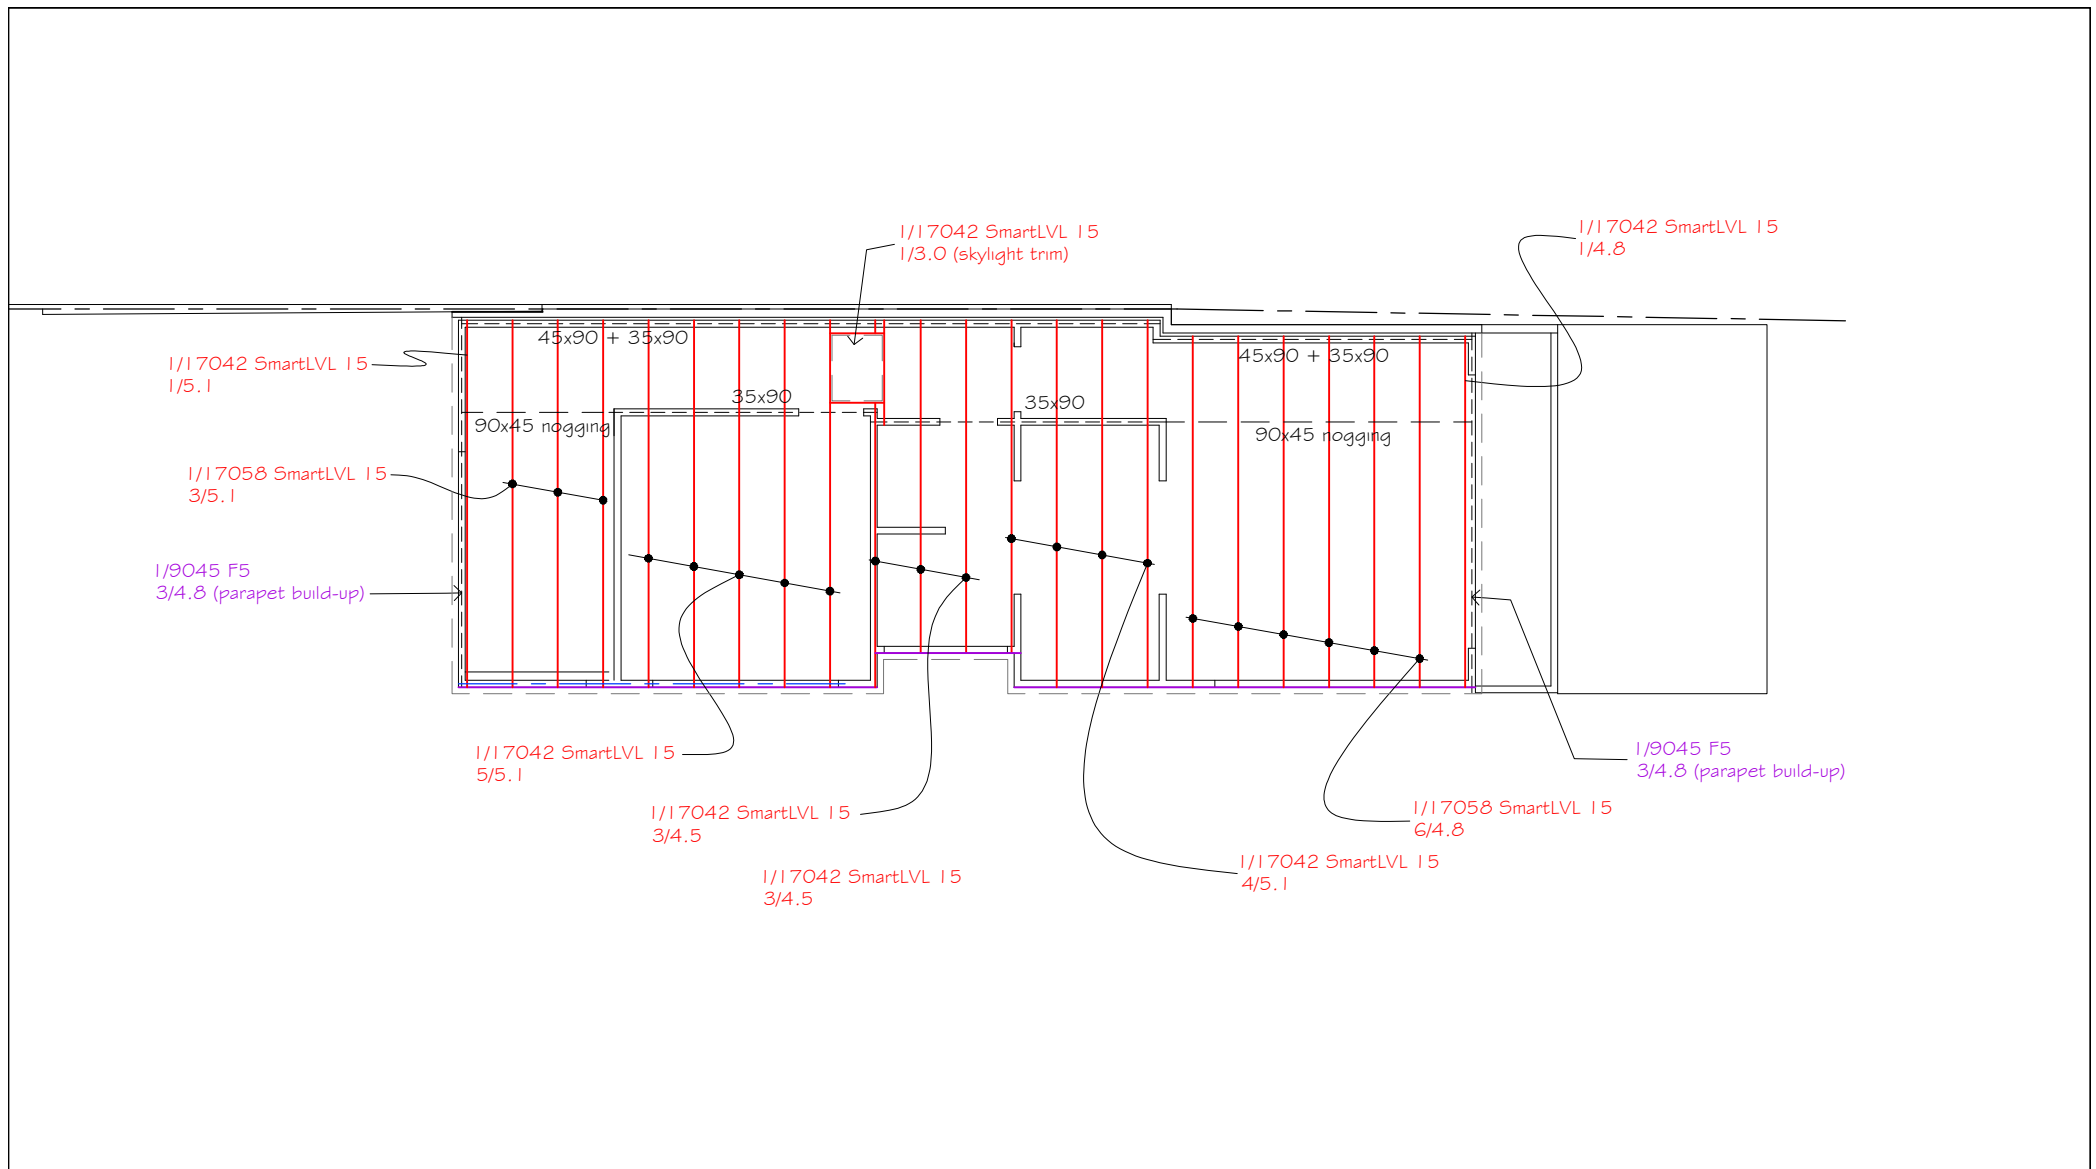 1/17042 SmartLVL 15
1/4.8
1/17042 SmartLVL 15
1/3.0 (skylight trim)
45x90 + 35x90
45x90 + 35x90
1/17042 SmartLVL 15
1/5.1
35x90
35x90
90x45 nogging
90x45 nogging
1/17058 SmartLVL 15
3/5.1
1/9045 F5
3/4.8 (parapet build-up)
1/17042 SmartLVL 15
5/5.1
1/9045 F5
3/4.8 (parapet build-up)
1/17042 SmartLVL 15
3/4.5
1/17058 SmartLVL 15
6/4.8
1/17042 SmartLVL 15
4/5.1
1/17042 SmartLVL 15
3/4.5